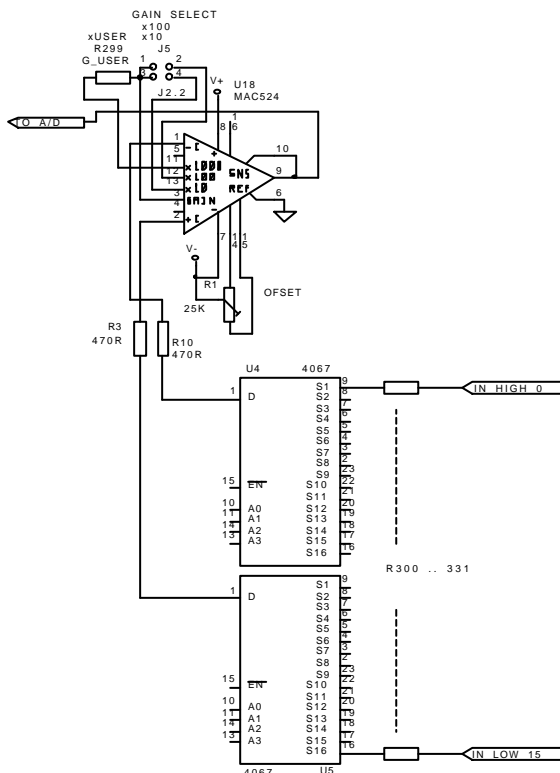 GAIN SELECT
x100
xUSER x10
R299 J5
G_USER 1 2
3 4
J2.2
V+
U18
MAC524
TO A/D
1
8 6
1 - [
5
11 x 1000
12 x 100
13 x 10
3 GAIN
4
2 + [
+
-
SNS
REF
10
9
6
7 1 1
4 5
V-
R1
25K
OFSET
R3
470R
R10
470R
U4 4067
1 D
S1 9
S2 8
S3 7
S4 6
S5 5
S6 4
S7 3
S8 2
S9 23
15 EN S10 22
S11 21
10 A0 S12 20
11 A1 S13 19
14 A2 S14 18
13 A3 S15 17
S16 16
IN HIGH 0
R300 .. 331
1 D
S1 9
S2 8
S3 7
S4 6
S5 5
S6 4
S7 3
S8 2
S9 23
15 EN S10 22
S11 21
10 A0 S12 20
11 A1 S13 19
14 A2 S14 18
13 A3 S15 17
S16 16
IN LOW 15
4067 U5